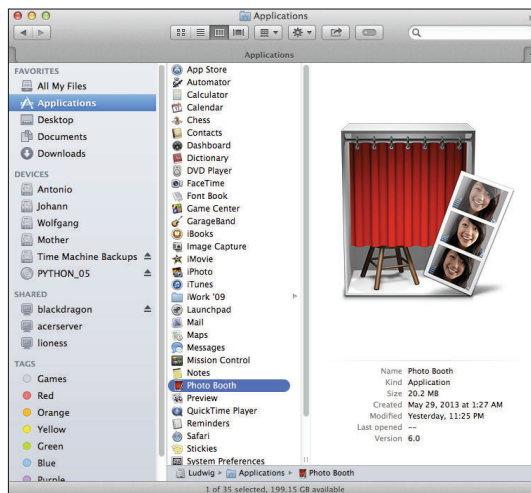 Applications
Applications
FAVORITES
All My Files
Applications
Desktop
Documents
Downloads
DEVICES
Antonio
Johann
Wolfgang
Mother
Time Machine Backups
PYTHON_05
SHARED
blackdragon
acerserver
lioness
TAGS
Games
Red
Orange
Yellow
Green
Blue
Purple
App Store
Automator
Calculator
Calendar
Chess
Contacts
Dashboard
Dictionary
DVD Player
FaceTime
Font Book
Game Center
GarageBand
iBooks
Image Capture
iMovie
iPhoto
iTunes
iWork '09
Launchpad
Mail
Maps
Messages
Mission Control
Notes
Photo Booth
Preview
QuickTime Player
Reminders
Safari
Stickies
System Preferences
Name Photo Booth
Kind Application
Size 20.2 MB
Created May 29, 2013 at 1:27 AM
Modified Yesterday, 11:25 PM
Last opened --
Version 6.0
Ludwig ▸ Applications ▸ Photo Booth
1 of 35 selected, 199.15 GB available